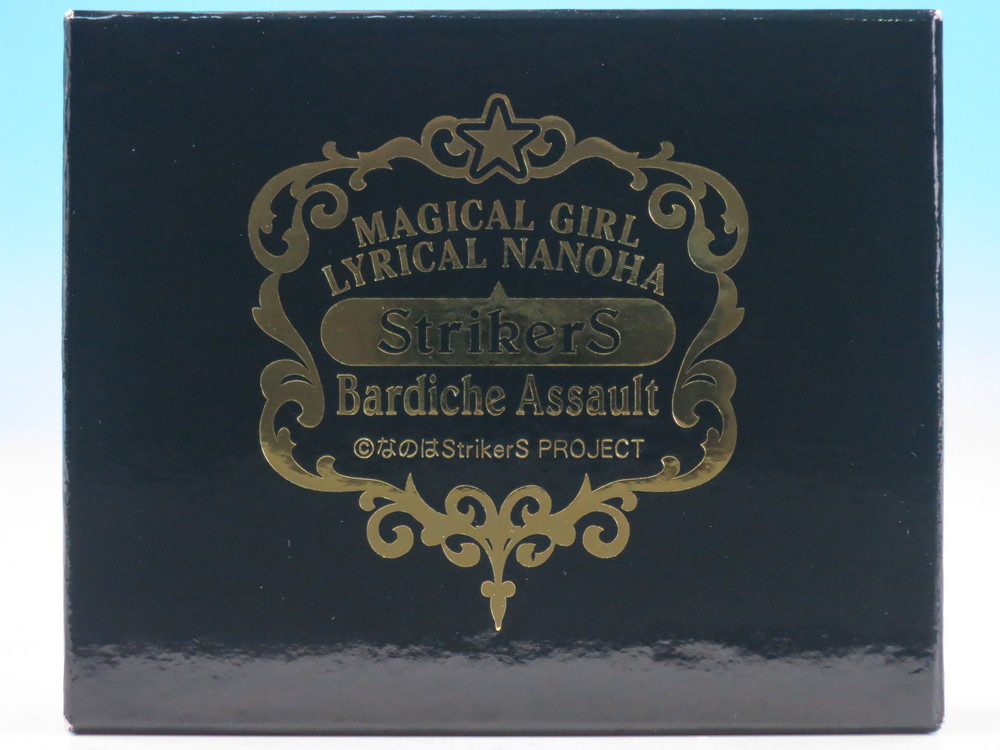 MAGICAL GIRL
LYRICAL NANOHA
StrikerS
Bardiche Assault
©なのはStrikerS PROJECT